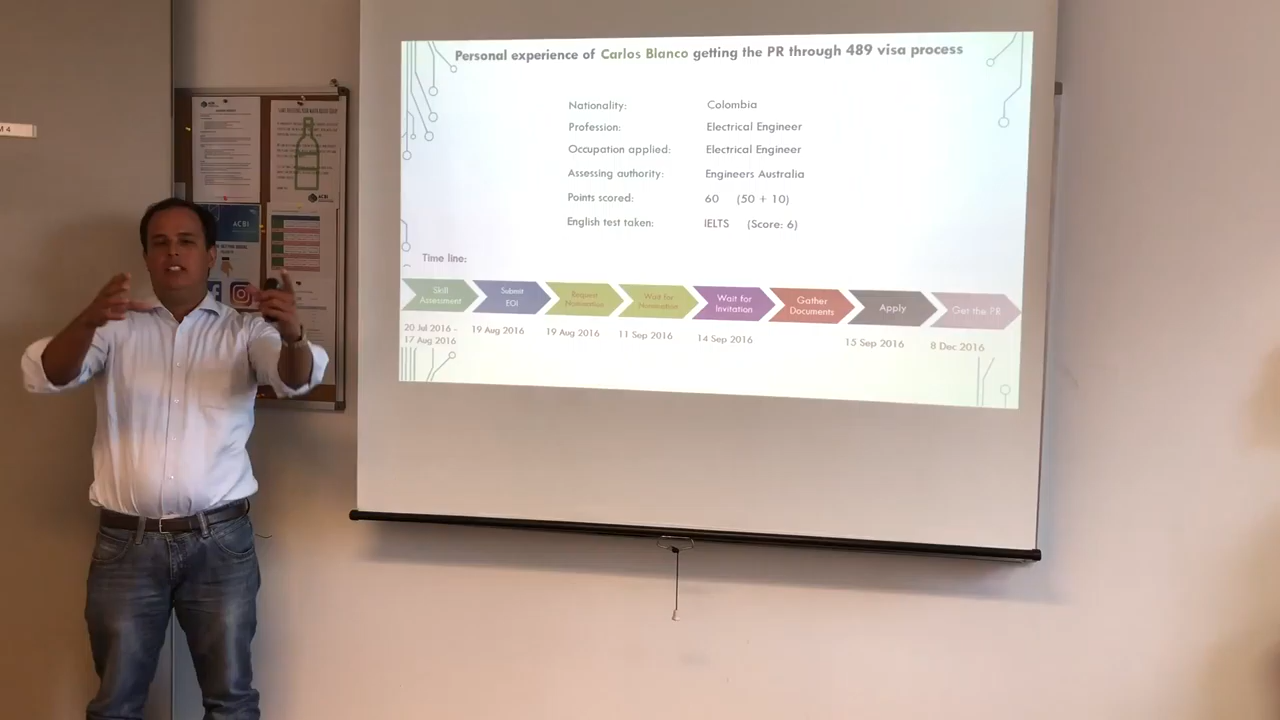 Personal experience of Carlos Blanco getting the PR through 489 visa process
Nationality: Colombia
Profession: Electrical Engineer
Occupation applied: Electrical Engineer
Assessing authority: Engineers Australia
Points scored: 60 (50 + 10)
English test taken: IELTS (Score: 6)
Time line:
Skill Assessment
Submit EOI
Request Nomination
Wait for Nomination
Wait for Invitation
Gather Documents
Apply
Get the PR
20 Jul 2016 -
17 Aug 2016
19 Aug 2016
19 Aug 2016
11 Sep 2016
14 Sep 2016
15 Sep 2016
8 Dec 2016
M 4
ACBI
ACBI